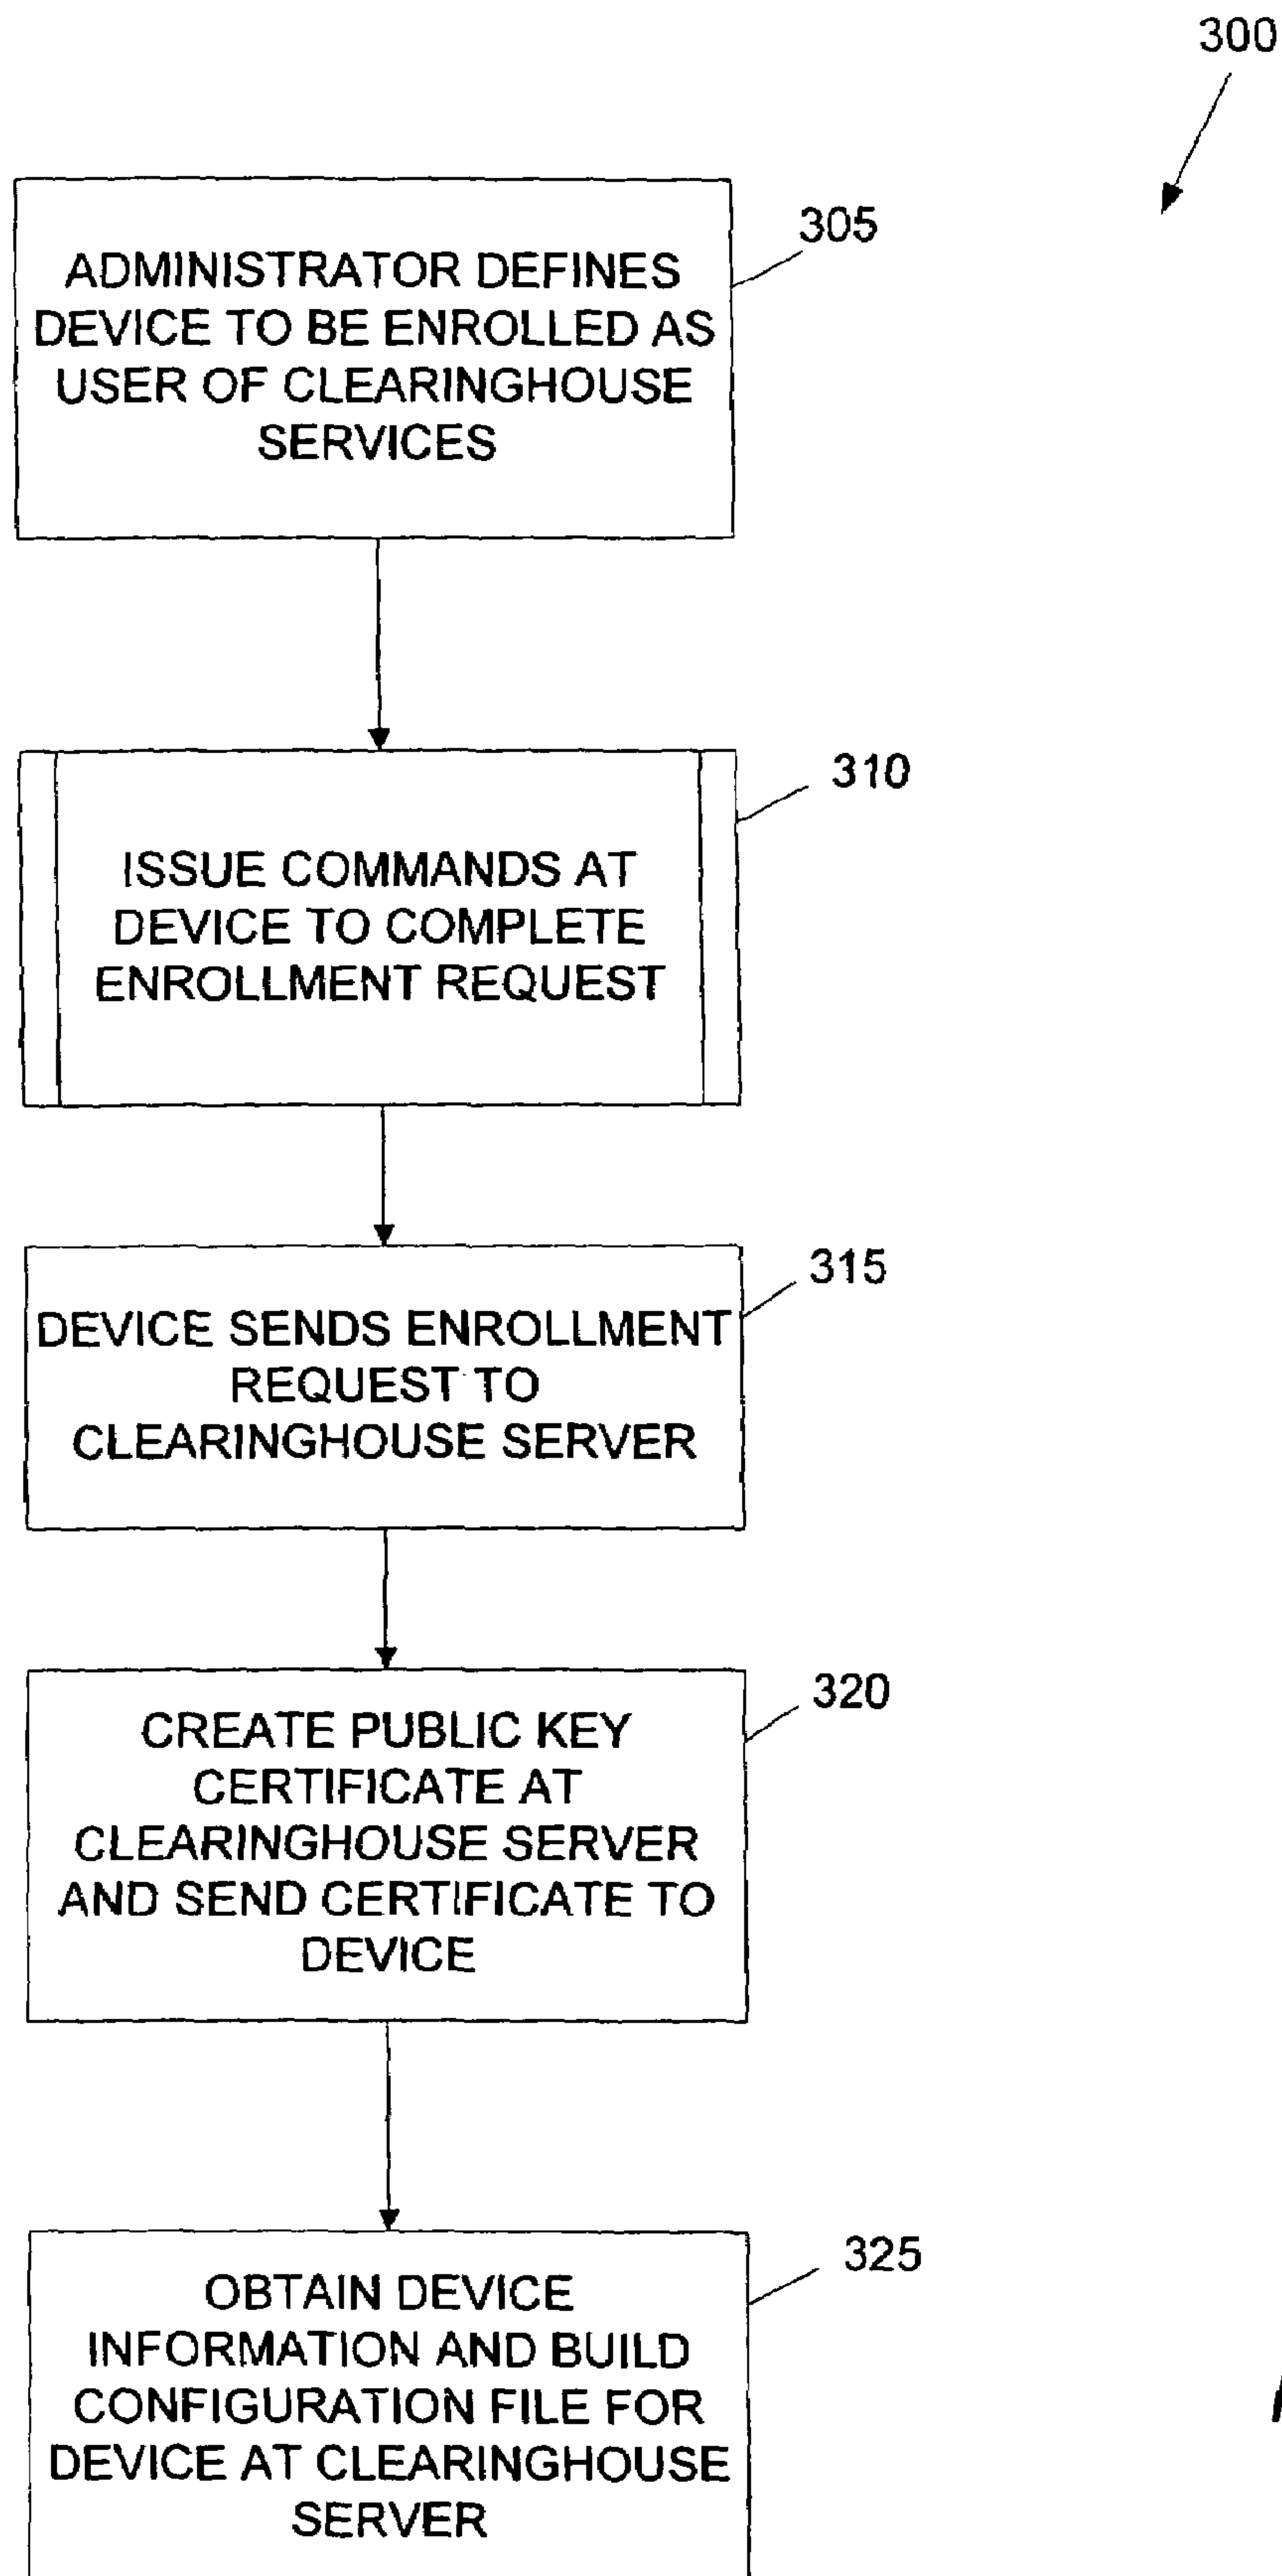 300
305
ADMINISTRATOR DEFINES
DEVICE TO BE ENROLLED AS
USER OF CLEARINGHOUSE
SERVICES
310
ISSUE COMMANDS AT
DEVICE TO COMPLETE
ENROLLMENT REQUEST
315
DEVICE SENDS ENROLLMENT
REQUEST TO
CLEARINGHOUSE SERVER
320
CREATE PUBLIC KEY
CERTIFICATE AT
CLEARINGHOUSE SERVER
AND SEND CERTIFICATE TO
DEVICE
325
OBTAIN DEVICE
INFORMATION AND BUILD
CONFIGURATION FILE FOR
DEVICE AT CLEARINGHOUSE
SERVER